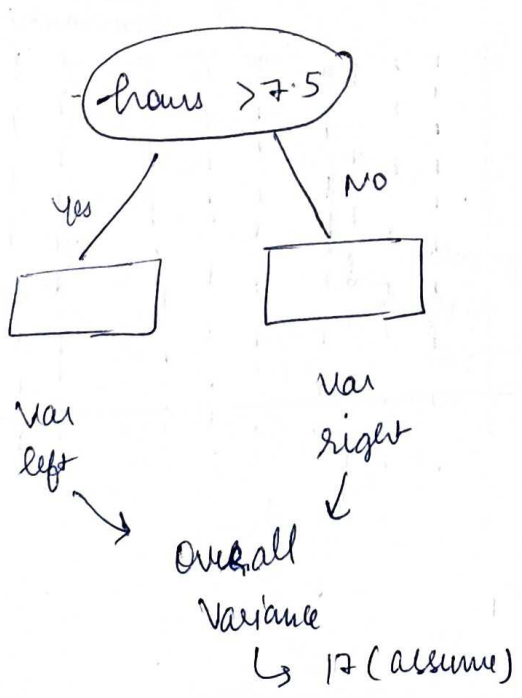 hours > 7.5
Yes
NO
Var
left
Var
right
Overall
Variance
↳ 17 (assume)